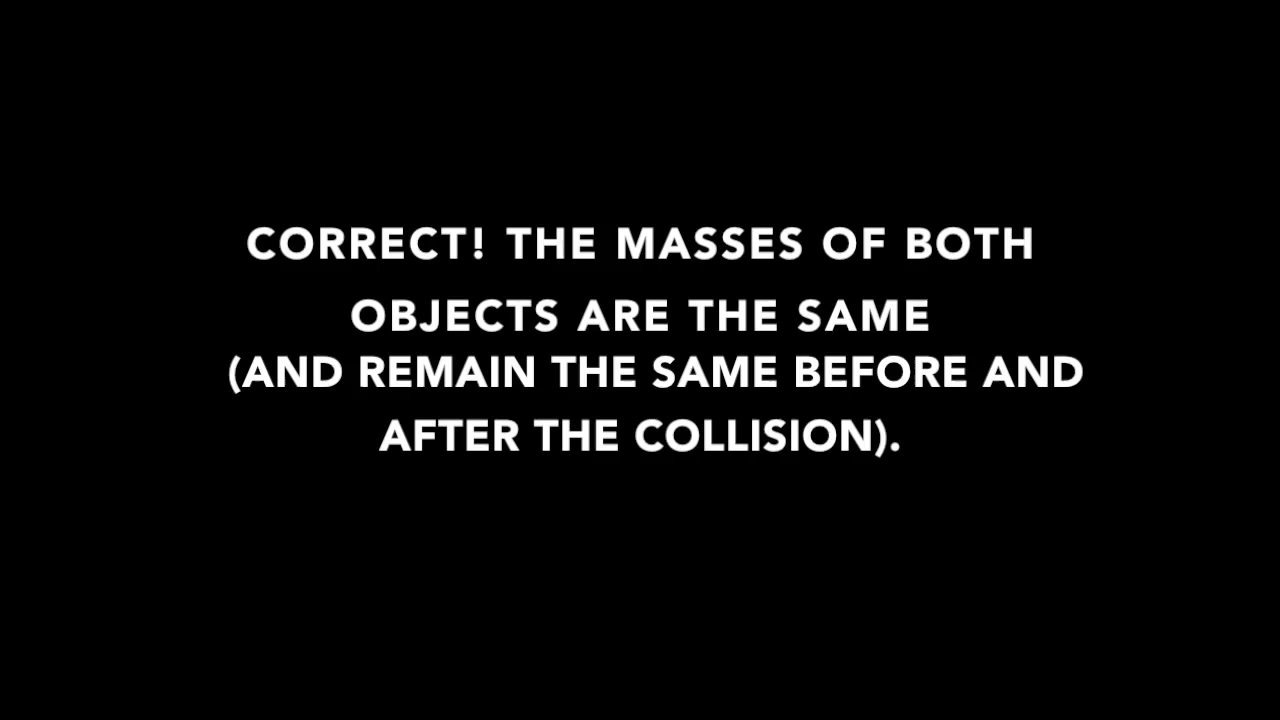 CORRECT! THE MASSES OF BOTH
OBJECTS ARE THE SAME
(AND REMAIN THE SAME BEFORE AND
AFTER THE COLLISION).